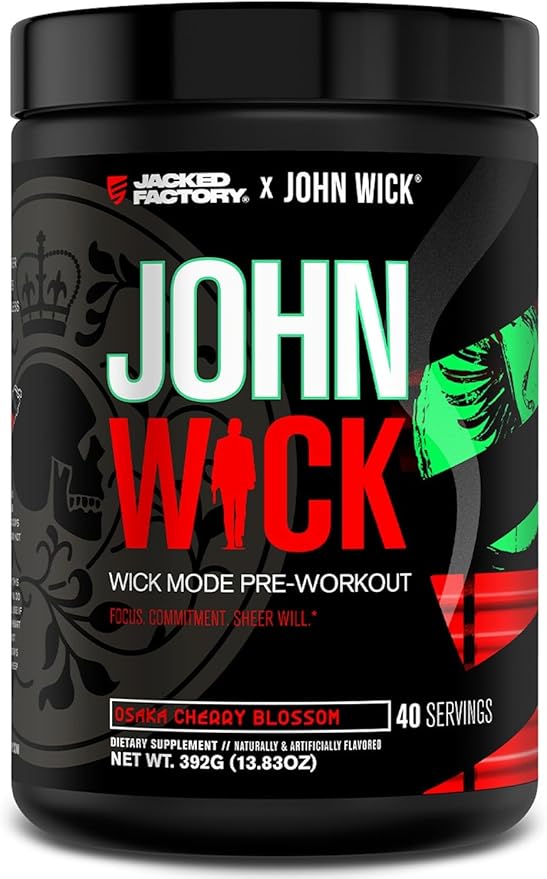 JACKED FACTORY® X JOHN WICK®
JOHN
WICK
WICK MODE PRE-WORKOUT
FOCUS. COMMITMENT. SHEER WILL.*
OSAKA CHERRY BLOSSOM
40 SERVINGS
DIETARY SUPPLEMENT // NATURALLY & ARTIFICIALLY FLAVORED
NET WT. 392G (13.83OZ)